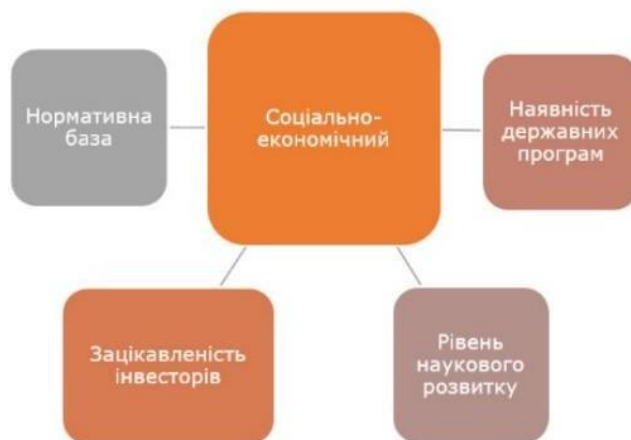 Нормативна
база
Соціально-
економічний
Наявність
державних
програм
Зацікавленість
інвесторів
Рівень
наукового
розвитку